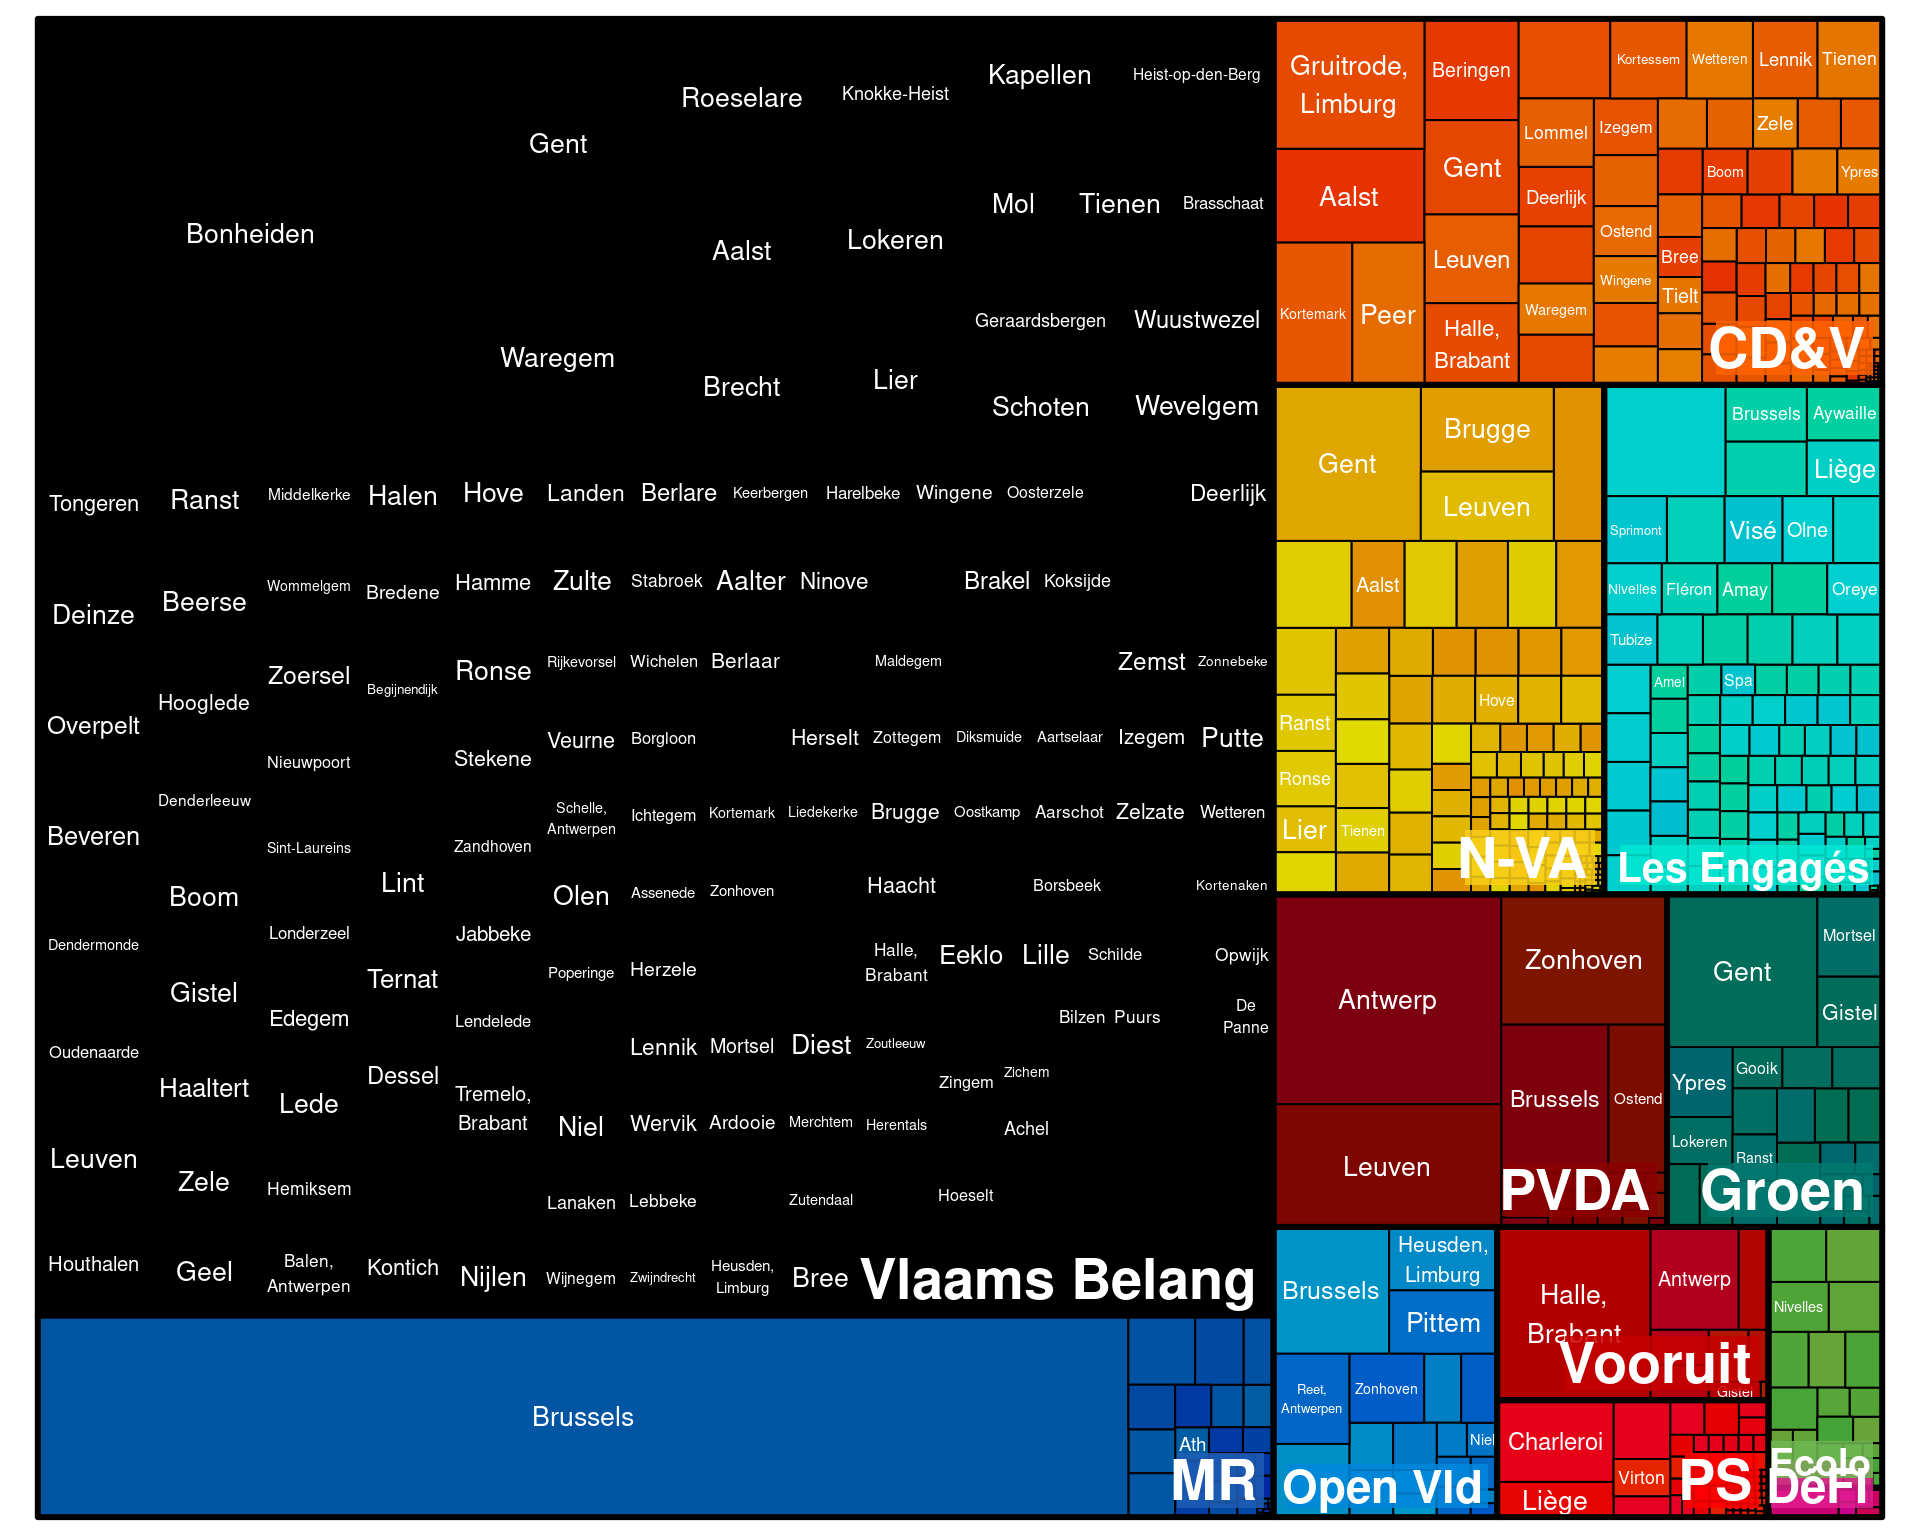 Bonheiden
Gent
Waregem
Roeselare
Aalst
Brecht
Knokke-Heist
Lokeren
Lier
Kapellen
Heist-op-den-Berg
Mol
Tienen
Brasschaat
Geraardsbergen
Wuustwezel
Schoten
Wevelgem
Tongeren
Ranst
Middelkerke
Halen
Hove
Landen
Berlare
Keerbergen
Harelbeke
Wingene
Oosterzele
Deerlijk
Deinze
Beerse
Wommelgem
Bredene
Hamme
Zulte
Stabroek
Aalter
Ninove
Brakel
Koksijde
Overpelt
Hooglede
Zoersel
Begijnendijk
Ronse
Rijkevorsel
Wichelen
Berlaar
Maldegem
Zemst
Zonnebeke
Nieuwpoort
Stekene
Veurne
Borgloon
Herselt
Zottegem
Diksmuide
Aartselaar
Izegem
Putte
Beveren
Denderleeuw
Sint-Laureins
Zandhoven
Schelle,
Antwerpen
Ichtegem
Kortemark
Liedekerke
Brugge
Oostkamp
Aarschot
Zelzate
Wetteren
Boom
Lint
Olen
Assenede
Zonhoven
Haacht
Borsbeek
Kortenaken
Dendermonde
Gistel
Londerzeel
Ternat
Jabbeke
Poperinge
Herzele
Halle,
Brabant
Eeklo
Lille
Schilde
Opwijk
Oudenaarde
Haaltert
Edegem
Dessel
Lendelede
Lennik
Mortsel
Diest
Zoutleeuw
Zingem
Zichem
Bilzen
Puurs
De
Panne
Leuven
Zele
Lede
Hemiksem
Tremelo,
Brabant
Niel
Wervik
Ardooie
Merchtem
Herentals
Achel
Lanaken
Lebbeke
Zutendaal
Hoeselt
Houthalen
Geel
Balen,
Antwerpen
Kontich
Nijlen
Wijnegem
Zwijndrecht
Heusden,
Limburg
Bree
Vlaams Belang
Brussels
Ath
MR
Gruitrode,
Limburg
Aalst
Kortemark
Peer
Beringen
Gent
Leuven
Halle,
Brabant
Kortessem
Wetteren
Lennik
Tienen
Lommel
Deerlijk
Waregem
Izegem
Ostend
Wingene
Zele
Boom
Ypres
Bree
Tielt
CD&V
Gent
Brugge
Leuven
Aalst
Ranst
Ronse
Lier
Tienen
Hove
N-VA
Brussels
Aywaille
Liège
Sprimont
Visé
Olne
Nivelles
Fléron
Amay
Oreye
Tubize
Amel
Spa
Les Engagés
Antwerp
Leuven
Zonhoven
Brussels
Ostend
PVDA
Gent
Mortsel
Gistel
Ypres
Gooik
Lokeren
Ranst
Groen
Brussels
Heusden,
Limburg
Pittem
Reet,
Antwerpen
Zonhoven
Niel
Open Vld
Halle,
Brabant
Antwerp
Gistel
Vooruit
Charleroi
Liège
Virton
PS
Nivelles
Ecolo
DéFI